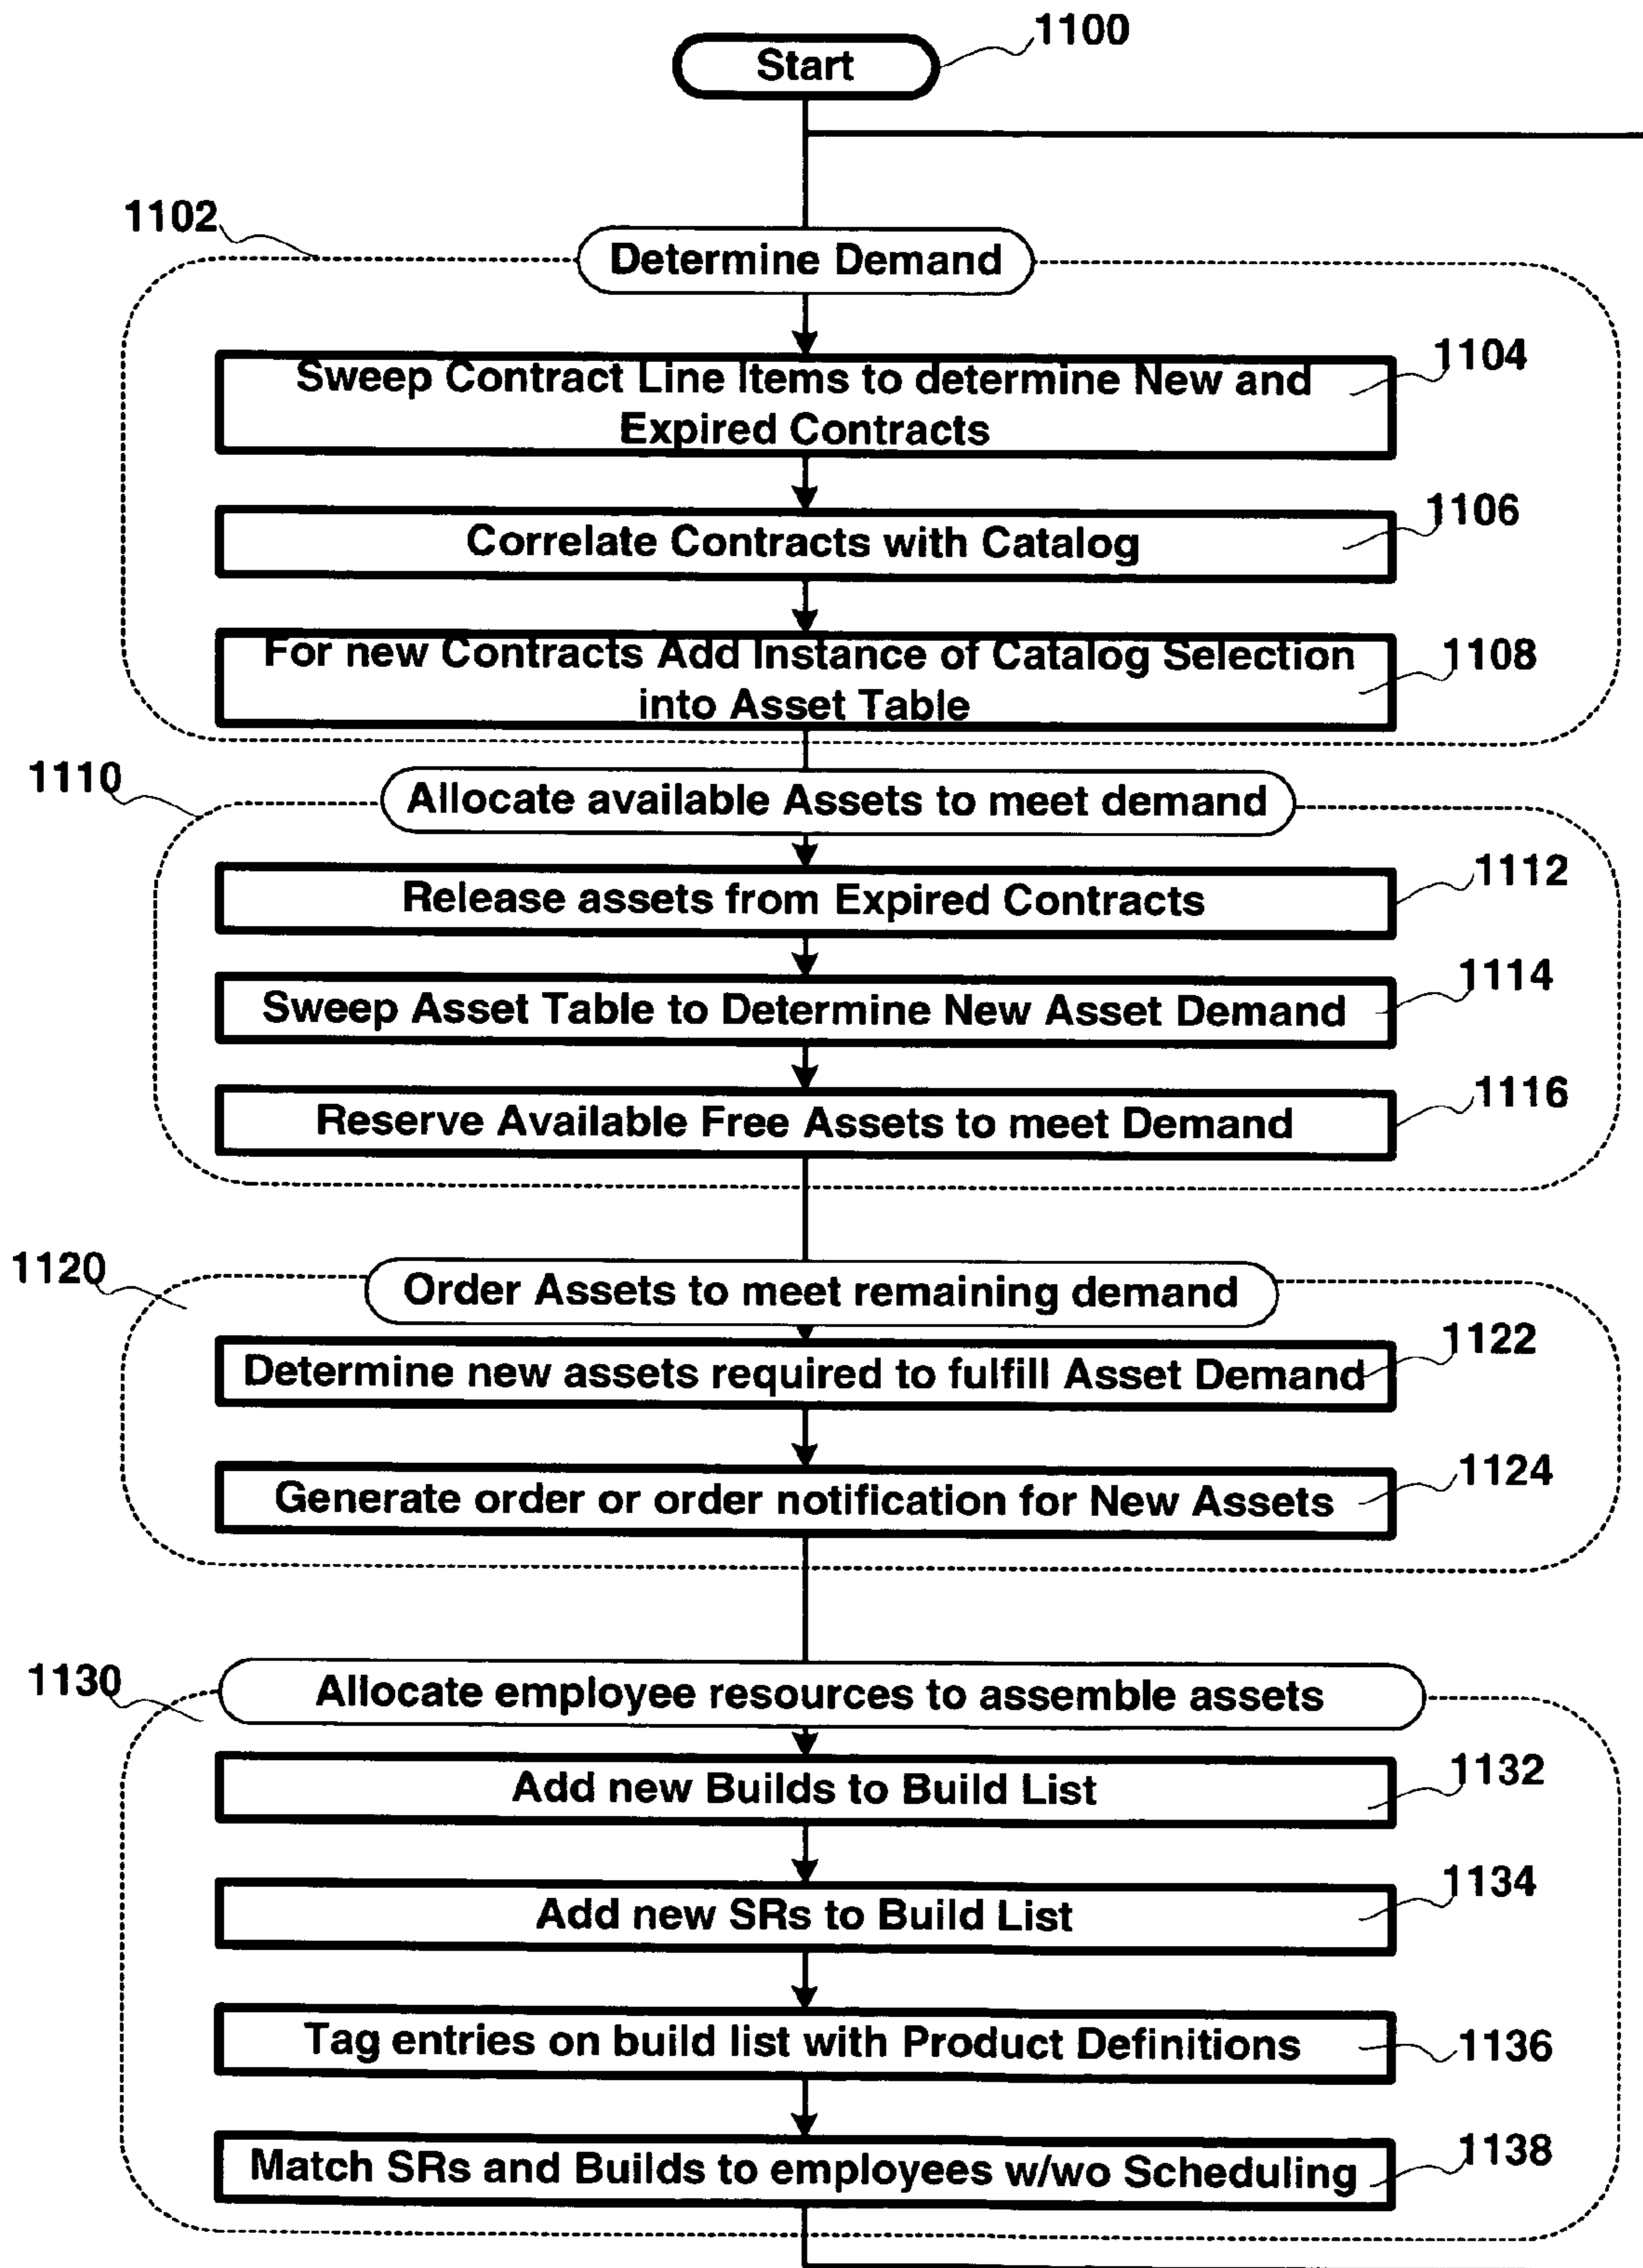 1100
Start
1102
Determine Demand
1104
Sweep Contract Line Items to determine New and
Expired Contracts
1106
Correlate Contracts with Catalog
1108
For new Contracts Add Instance of Catalog Selection
into Asset Table
1110
Allocate available Assets to meet demand
1112
Release assets from Expired Contracts
1114
Sweep Asset Table to Determine New Asset Demand
1116
Reserve Available Free Assets to meet Demand
1120
Order Assets to meet remaining demand
1122
Determine new assets required to fulfill Asset Demand
1124
Generate order or order notification for New Assets
1130
Allocate employee resources to assemble assets
1132
Add new Builds to Build List
1134
Add new SRs to Build List
1136
Tag entries on build list with Product Definitions
1138
Match SRs and Builds to employees w/wo Scheduling